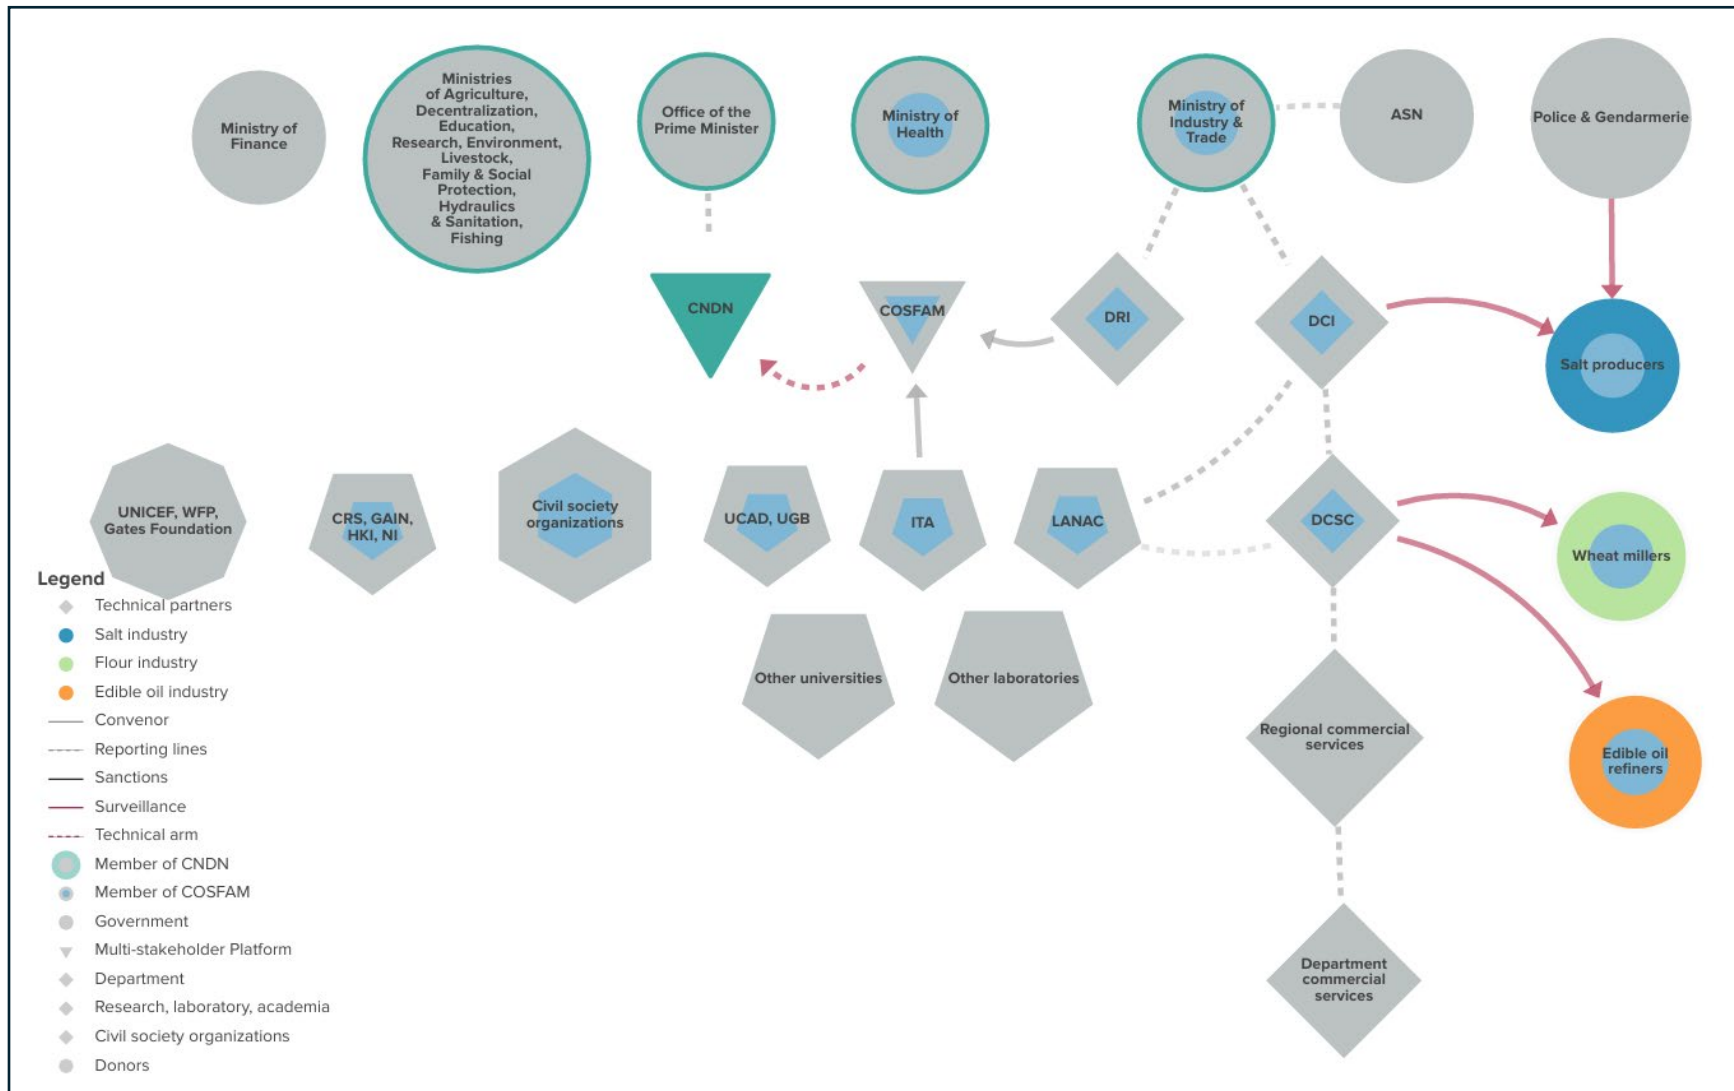 Ministry of
Finance
Ministries
of Agriculture,
Decentralization,
Education,
Research, Environment,
Livestock,
Family & Social
Protection,
Hydraulics
& Sanitation,
Fishing
Office of the
Prime Minister
Ministry of
Health
Ministry of
Industry &
Trade
ASN
Police & Gendarmerie
CNDN
COSFAM
DRI
DCI
Salt producers
UNICEF, WFP,
Gates Foundation
CRS, GAIN,
HKI, NI
Civil society
organizations
UCAD, UGB
ITA
LANAC
DCSC
Wheat millers
Other universities
Other laboratories
Regional commercial
services
Edible oil
refiners
Department
commercial
services
Legend
Technical partners
Salt industry
Flour industry
Edible oil industry
Convenor
Reporting lines
Sanctions
Surveillance
Technical arm
Member of CNDN
Member of COSFAM
Government
Multi-stakeholder Platform
Department
Research, laboratory, academia
Civil society organizations
Donors